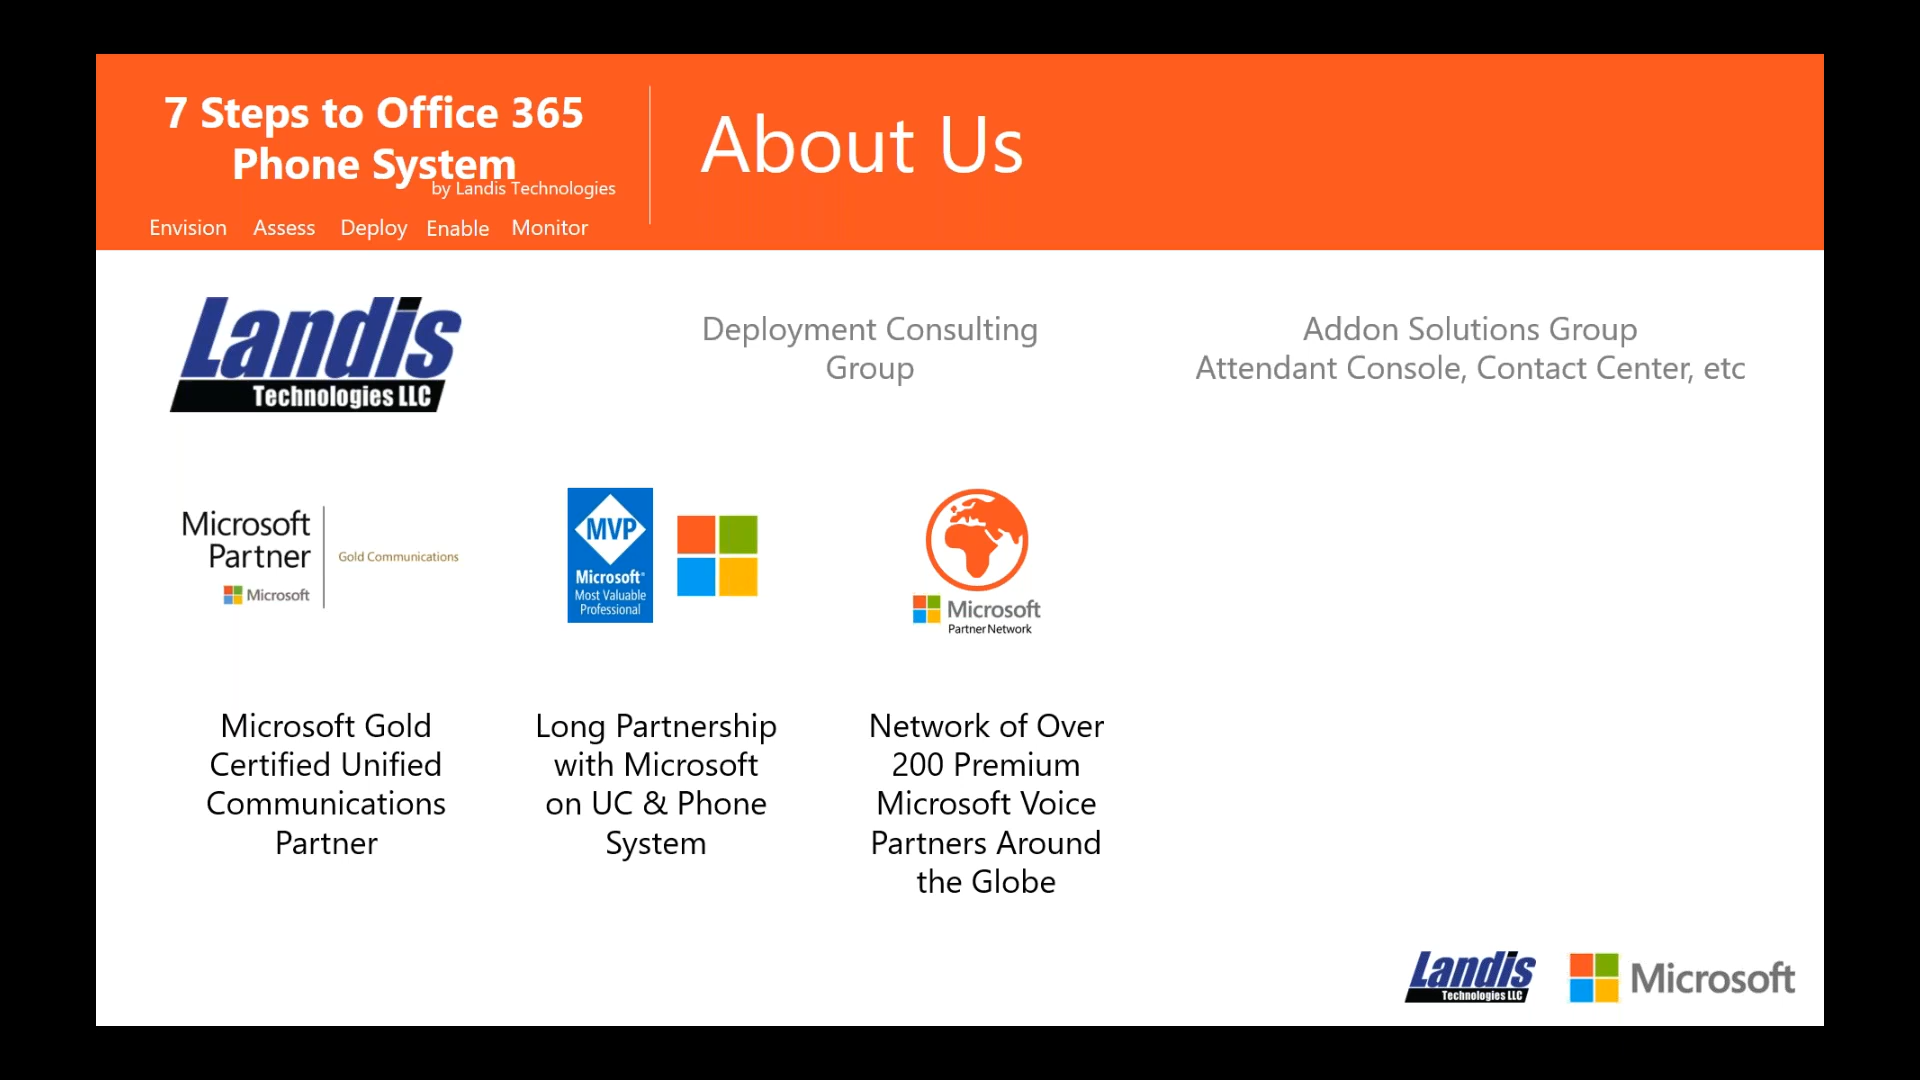 7 Steps to Office 365
Phone System
by Landis Technologies
Envision Assess Deploy Enable Monitor
About Us
Landis
Technologies LLC
Deployment Consulting
Group
Addon Solutions Group
Attendant Console, Contact Center, etc
Microsoft
Partner
Microsoft
Gold Communications
MVP
Microsoft®
Most Valuable
Professional
Microsoft
Partner Network
Microsoft Gold
Certified Unified
Communications
Partner
Long Partnership
with Microsoft
on UC & Phone
System
Network of Over
200 Premium
Microsoft Voice
Partners Around
the Globe
Landis
Technologies LLC
Microsoft